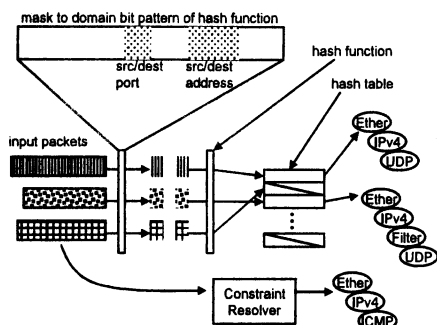 mask to domain bit pattern of hash function
src/dest
port
src/dest
address
hash function
hash table
input packets
Ether
IPv4
UDP
Ether
IPv4
Filter
UDP
Constraint
Resolver
Ether
IPv4
ICMP